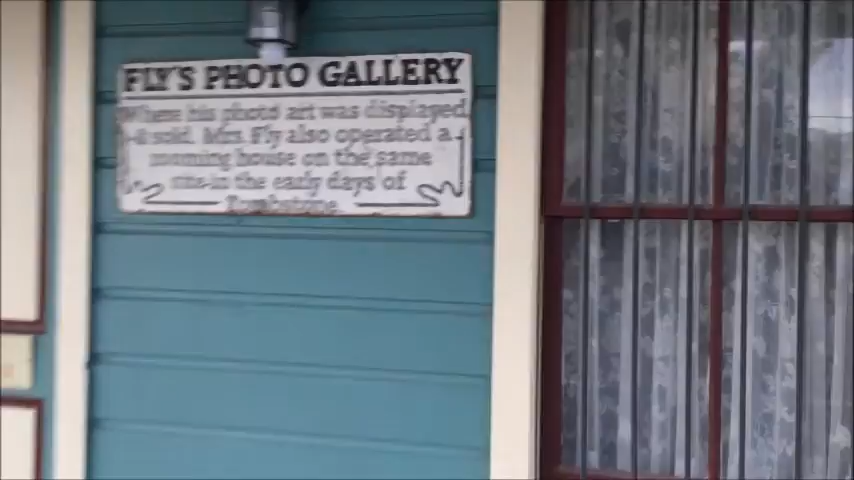 FLY'S PHOTO GALLERY
Where his photo art was displayed
& sold. Mrs. Fly also operated a
rooming house on the same
site in the early days of
Tombstone